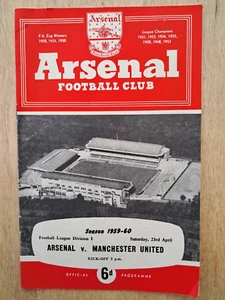 Arsenal
F.A. Cup Winners
1930, 1936, 1950.
League Champions
1931, 1933, 1934, 1935,
1938, 1948, 1953
Arsenal
FOOTBALL CLUB
Season 1959-60
Football League Division I
Saturday, 23rd April
ARSENAL v. MANCHESTER UNITED
KICK-OFF 3 p.m.
OFFICIAL
6d
PROGRAMME